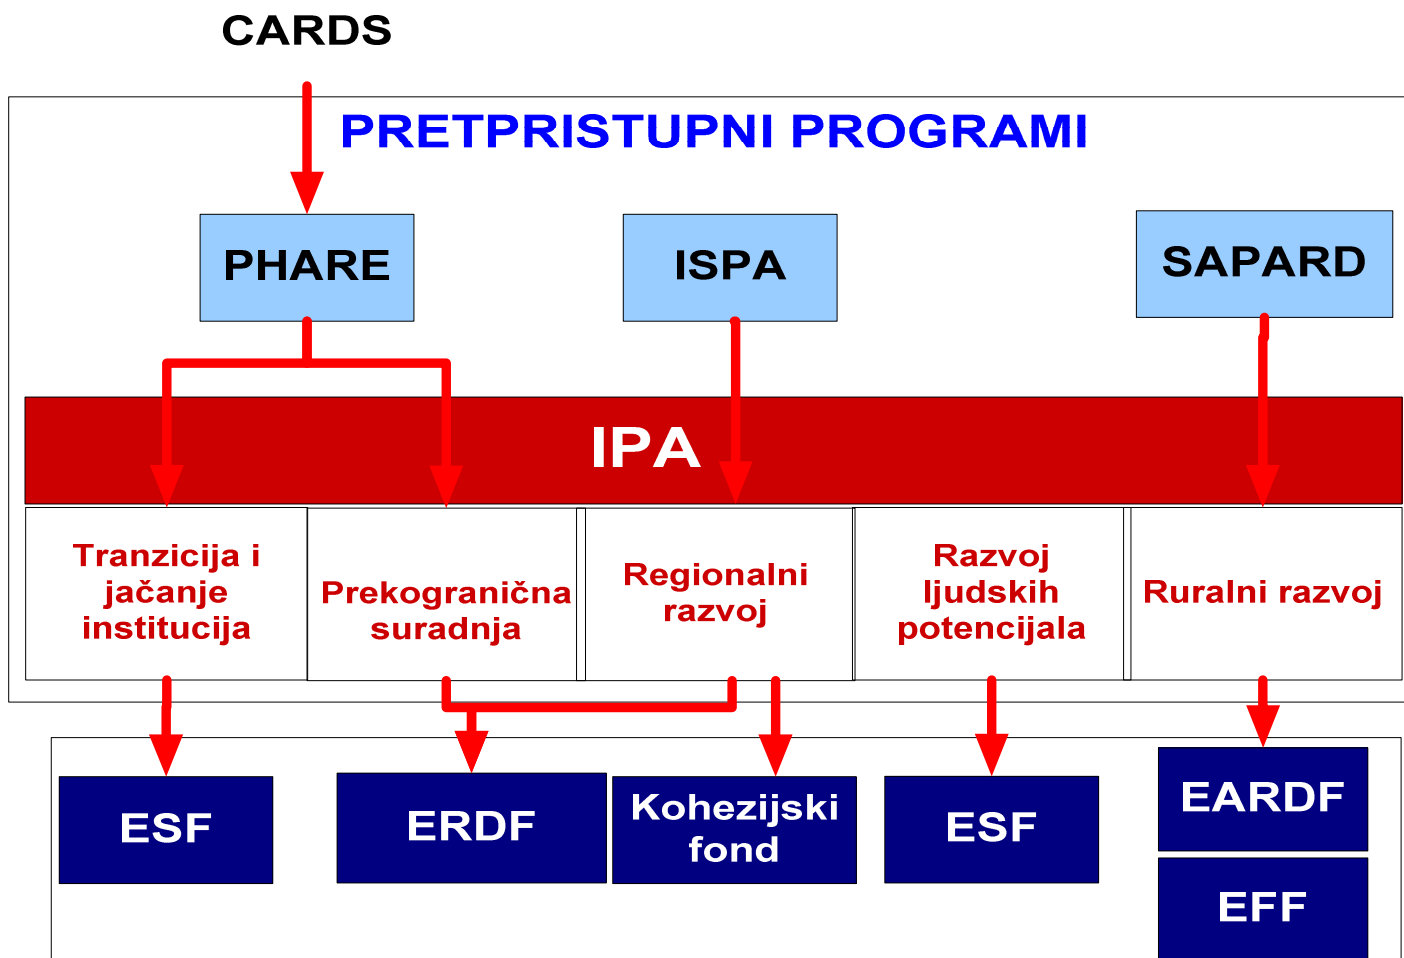 CARDS
PRETPRISTUPNI PROGRAMI
PHARE
ISPA
SAPARD
IPA
Tranzicija i
jačanje
institucija
Prekogranična
suradnja
Regionalni
razvoj
Razvoj
ljudskih
potencijala
Ruralni razvoj
ESF
ERDF
Kohezijski
fond
ESF
EARDF
EFF